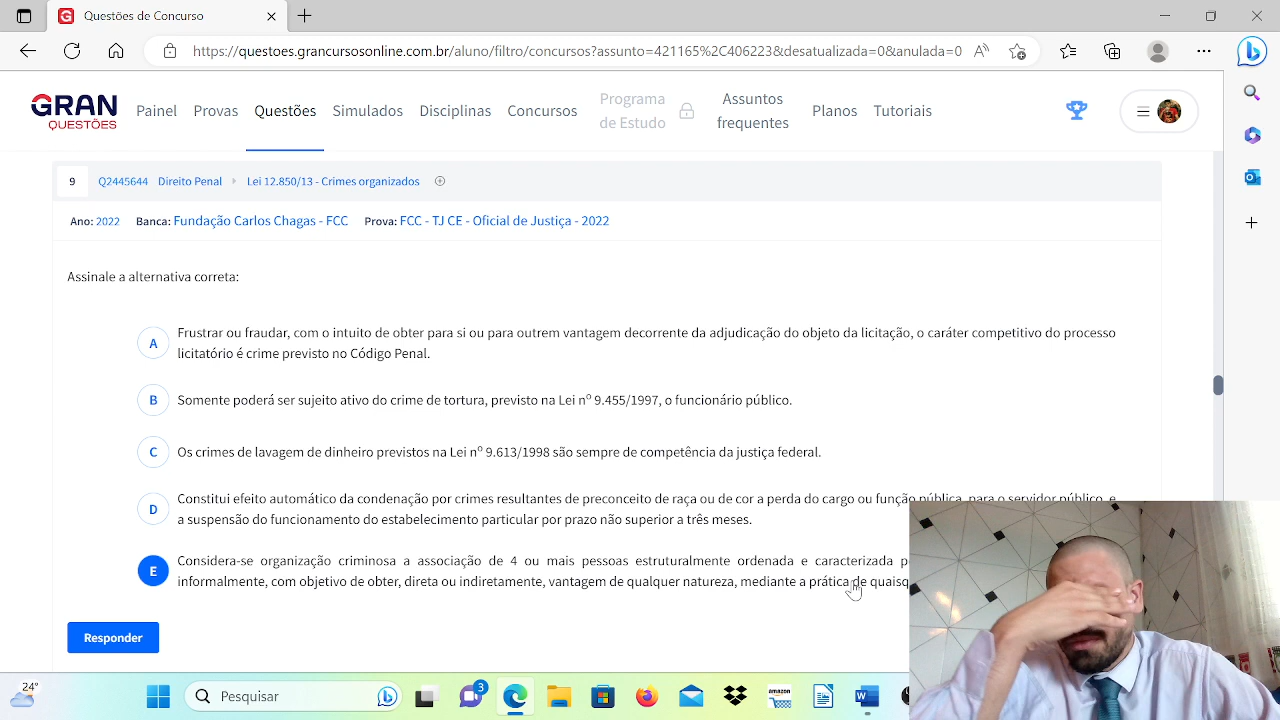 Questões de Concurso
https://questoes.grancursosonline.com.br/aluno/filtro/concursos?assunto=421165%2C406223&desatualizada=0&anulada=0
GRAN
QUESTÕES
Painel
Provas
Questões
Simulados
Disciplinas
Concursos
Programa
de Estudo
Assuntos
frequentes
Planos
Tutoriais
9 Q2445644 Direito Penal Lei 12.850/13 - Crimes organizados
Ano: 2022 Banca: Fundação Carlos Chagas - FCC Prova: FCC - TJ CE - Oficial de Justiça - 2022
Assinale a alternativa correta:
A Frustrar ou fraudar, com o intuito de obter para si ou para outrem vantagem decorrente da adjudicação do objeto da licitação, o caráter competitivo do processo
licitatório é crime previsto no Código Penal.
B Somente poderá ser sujeito ativo do crime de tortura, previsto na Lei nº 9.455/1997, o funcionário público.
C Os crimes de lavagem de dinheiro previstos na Lei nº 9.613/1998 são sempre de competência da justiça federal.
D Constitui efeito automático da condenação por crimes resultantes de preconceito de raça ou de cor a perda do cargo ou função pública, para o servidor público, e
a suspensão do funcionamento do estabelecimento particular por prazo não superior a três meses.
E Considera-se organização criminosa a associação de 4 ou mais pessoas estruturalmente ordenada e caracterizada
informalmente, com objetivo de obter, direta ou indiretamente, vantagem de qualquer natureza, mediante a prática de
Responder
24°
Pesquisar
3
amazon
W